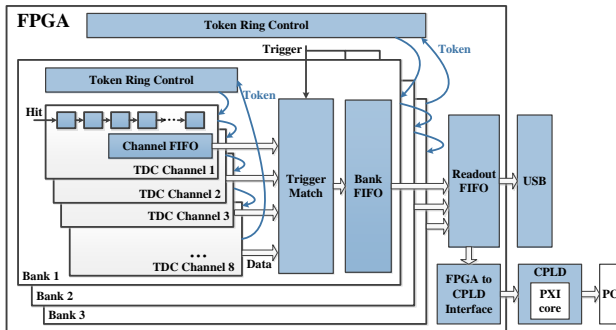 FPGA
Token Ring Control
Trigger
Token
Token Ring Control
Token
Hit
Channel FIFO
TDC Channel 1
TDC Channel 2
TDC Channel 3
...
TDC Channel 8
Data
Trigger
Match
Bank
FIFO
Readout
FIFO
USB
Bank 1
Bank 2
Bank 3
FPGA to
CPLD
Interface
CPLD
PXI
core